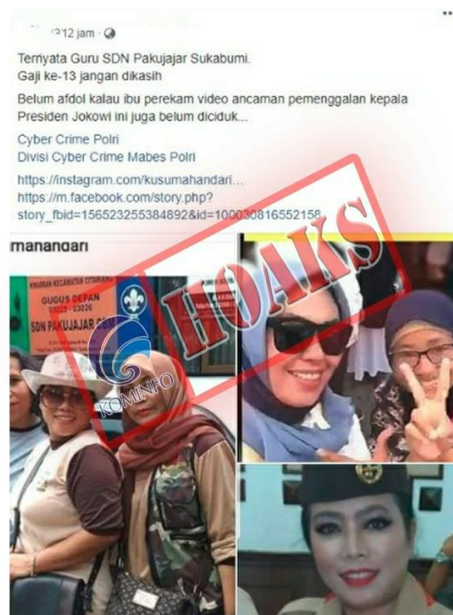 12 jam ·
Ternyata Guru SDN Pakujajar Sukabumi.
Gaji ke-13 jangan dikasih
Belum afdol kalau ibu perekam video ancaman pemenggalan kepala
Presiden Jokowi ini juga belum diciduk...
Cyber Crime Polri
Divisi Cyber Crime Mabes Polri
https://instagram.com/kusumahandari...
https://m.facebook.com/story.php?
story_fbid=156523255384892&id=100030816552158
HOAKS
KOMINFO
mahandari
GUGUS DEPAN
SDN PAKUJAJAR CBM